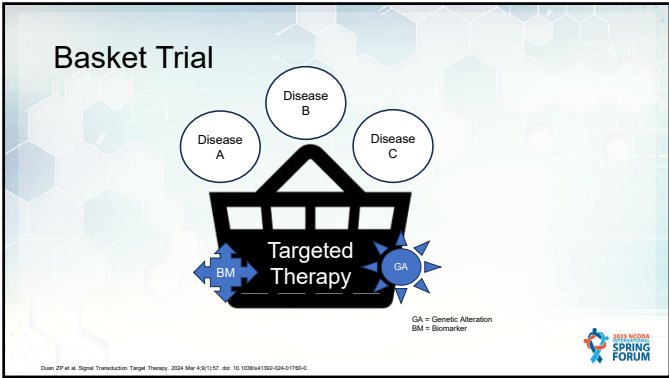 Basket Trial
Disease
B
Disease
A
Disease
C
Targeted
Therapy
BM
GA
GA = Genetic Alteration
BM = Biomarker
2025 NCODA
INTERNATIONAL
SPRING
FORUM
Duan ZP et al. Signal Transduction Target Therapy. 2024 Mar 4;9(1):57. doi: 10.1038/s41392-024-01760-0.